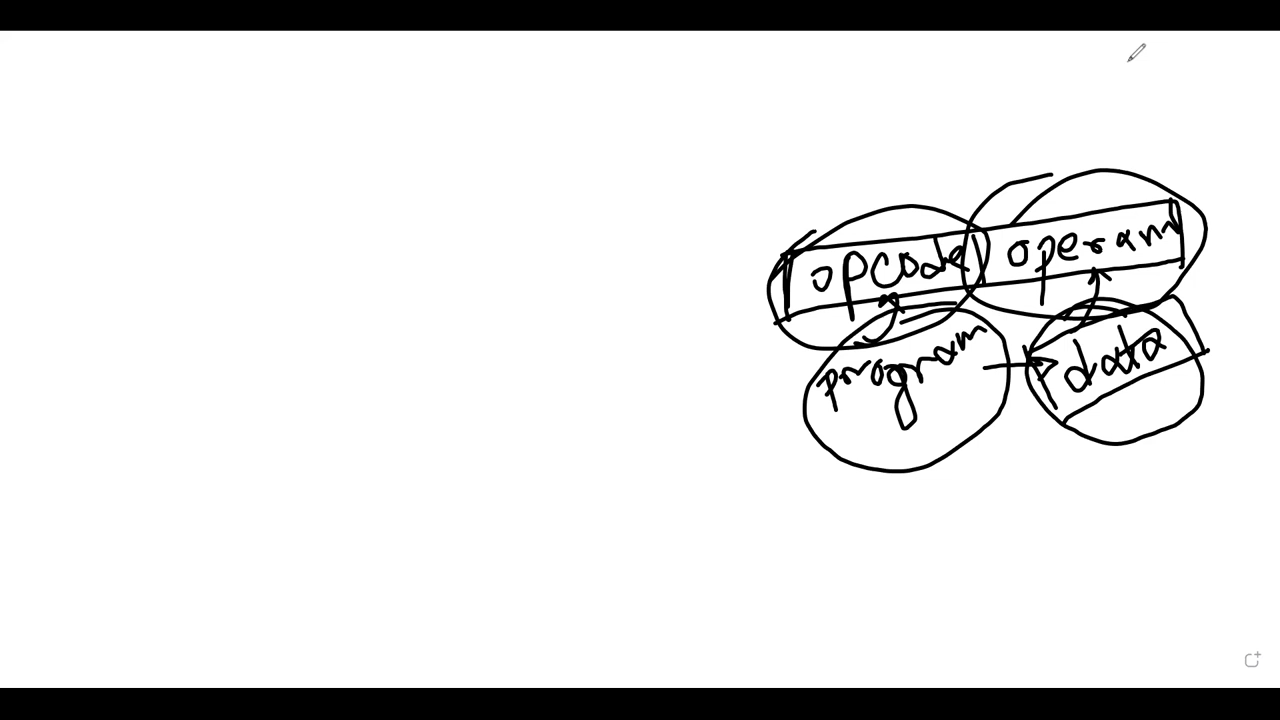 opcode operand
program → data